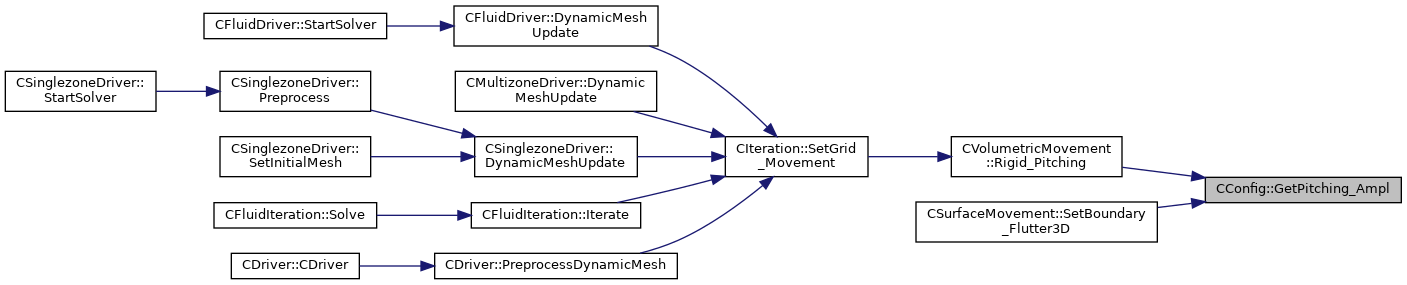 CFluidDriver::StartSolver
CFluidDriver::DynamicMesh
Update
CSinglezoneDriver::
StartSolver
CSinglezoneDriver::
Preprocess
CMultizoneDriver::Dynamic
MeshUpdate
CSinglezoneDriver::
SetInitialMesh
CSinglezoneDriver::
DynamicMeshUpdate
CIteration::SetGrid
_Movement
CVolumetricMovement
::Rigid_Pitching
CConfig::GetPitching_Ampl
CFluidIteration::Solve
CFluidIteration::Iterate
CSurfaceMovement::SetBoundary
_Flutter3D
CDriver::CDriver
CDriver::PreprocessDynamicMesh